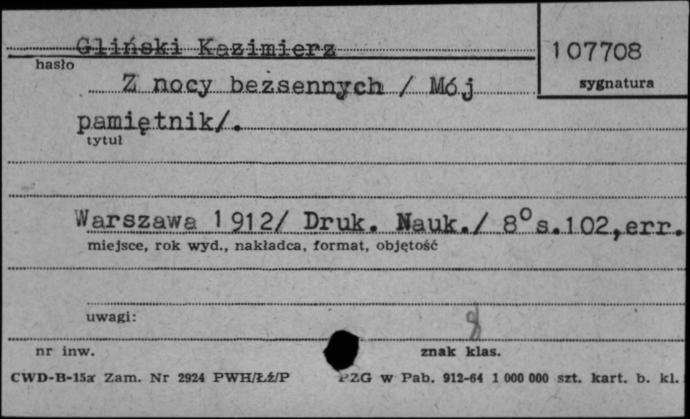 Gliński Kazimierz
107708
hasło
sygnatura
Z nocy bezsennych / Mój
pamiętnik/.
tytuł
Warszawa 1912/ Druk. Nauk./ 8° s.102,err.
miejsce, rok wyd., nakładca, format, objętość
uwagi:
8
nr inw.
znak klas.
CWD-B-15x Zam. Nr 2924 PWH/Łź/P PZG w Pab. 912-64 1 000 000 szt. kart. b. kl.